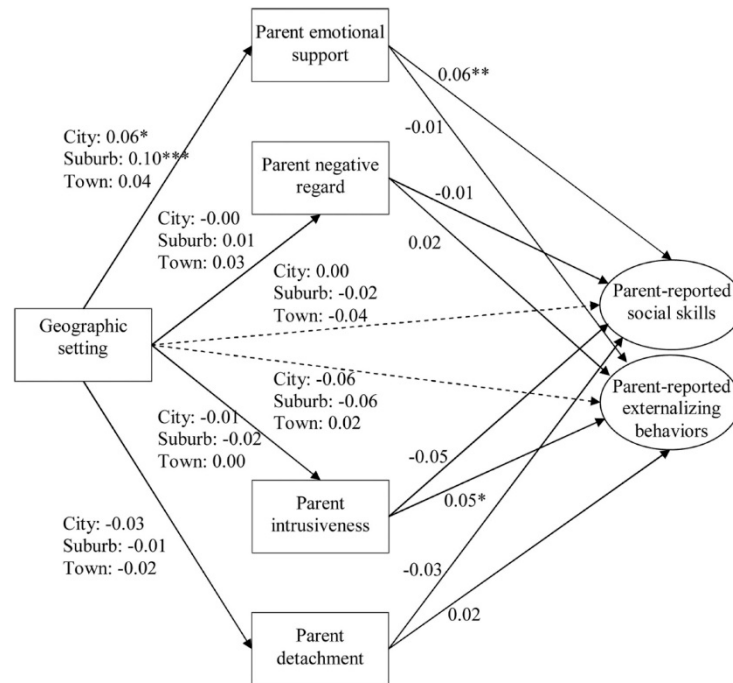 Parent emotional
support
0.06**
-0.01
City: 0.06*
Suburb: 0.10***
Town: 0.04
Parent negative
regard
-0.01
0.02
City: -0.00
Suburb: 0.01
Town: 0.03
City: 0.00
Suburb: -0.02
Town: -0.04
Parent-reported
social skills
Geographic
setting
City: -0.06
Suburb: -0.06
Town: 0.02
Parent-reported
externalizing
behaviors
City: -0.01
Suburb: -0.02
Town: 0.00
-0.05
0.05*
Parent
intrusiveness
City: -0.03
Suburb: -0.01
Town: -0.02
-0.03
0.02
Parent
detachment